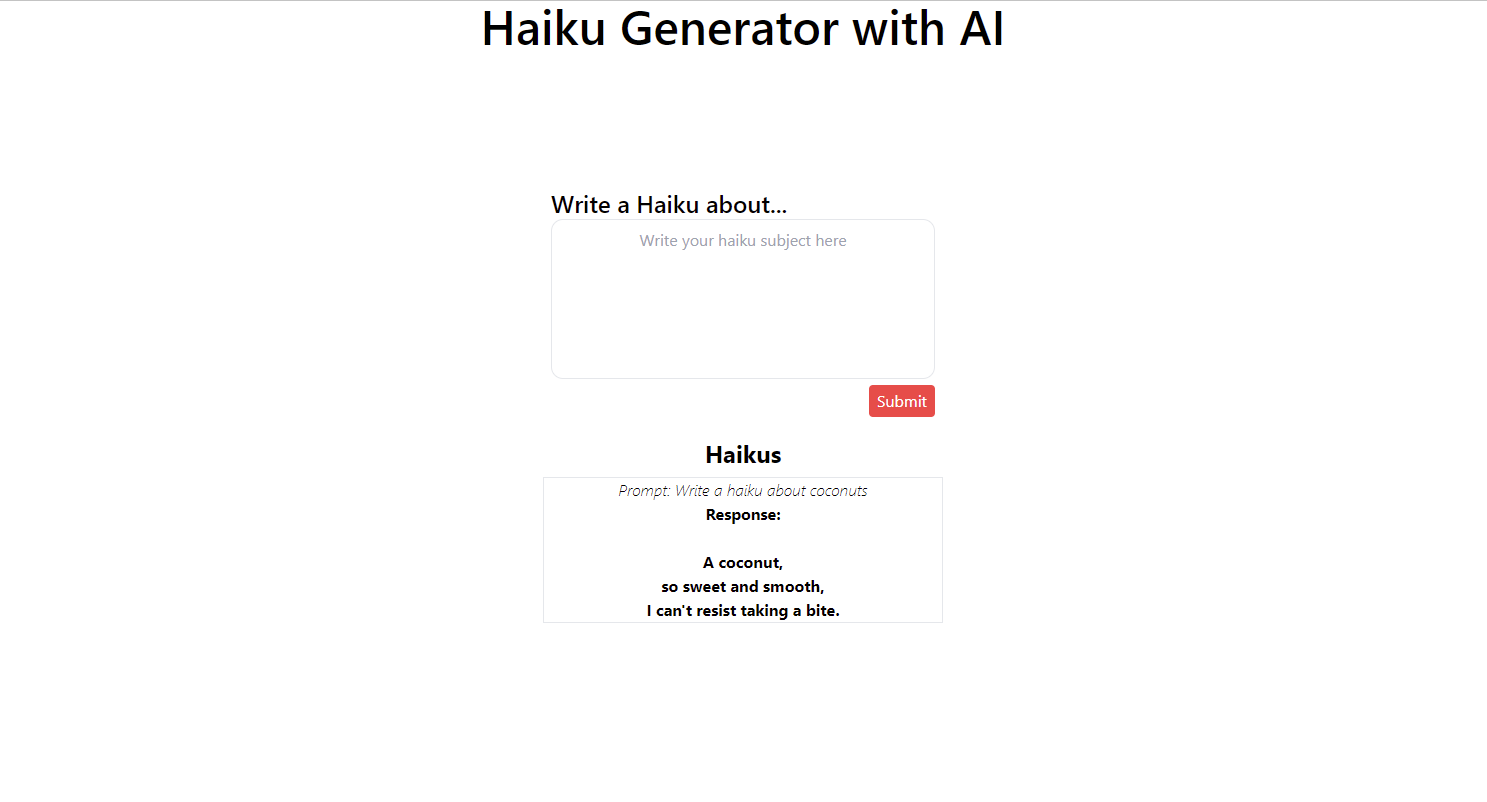 Haiku Generator with AI
Write a Haiku about...
Write your haiku subject here
Submit
Haikus
Prompt: Write a haiku about coconuts
Response:
A coconut,
so sweet and smooth,
I can't resist taking a bite.